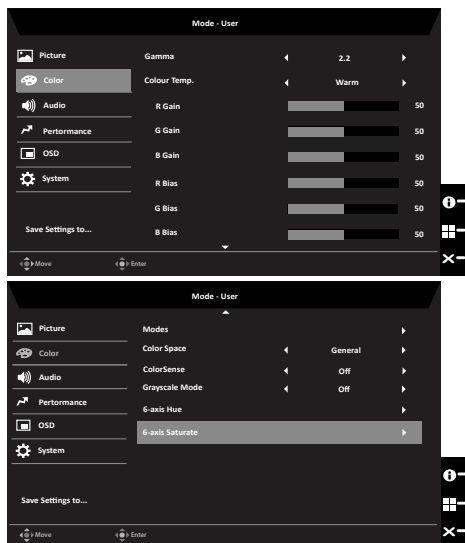 Mode - User
Picture
Gamma 2.2
Color
Colour Temp. Warm
Audio
R Gain 50
Pertormance
G Gain 50
OSD
B Gain 50
System
R Bias 50
G Bias 50
Save Settings to...
B Bias 50
Move Enter
Mode - User
Picture
Modes
Color
Color Space General
Audio
ColorSense Off
Grayscale Mode Off
Pertormance
6-axis Hue
OSD
6-axis Saturate
System
Save Settings to...
Move Enter